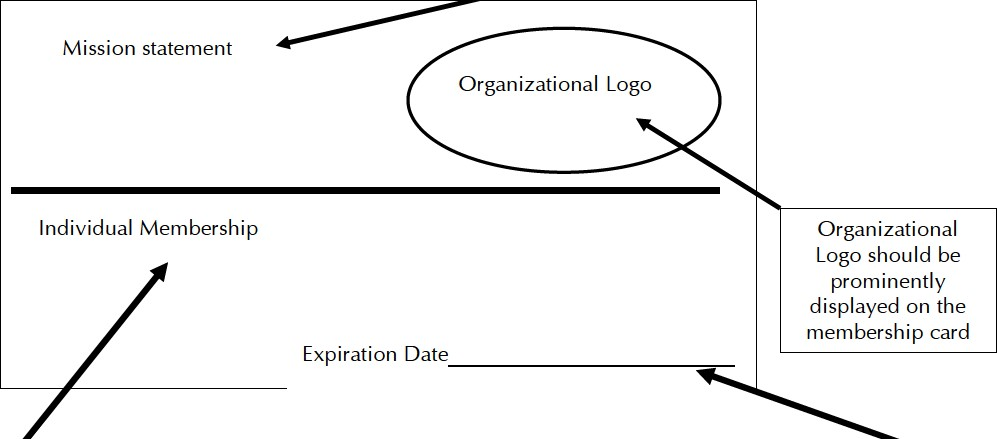 Mission statement
Organizational Logo
Individual Membership
Organizational
Logo should be
prominently
displayed on the
membership card
Expiration Date